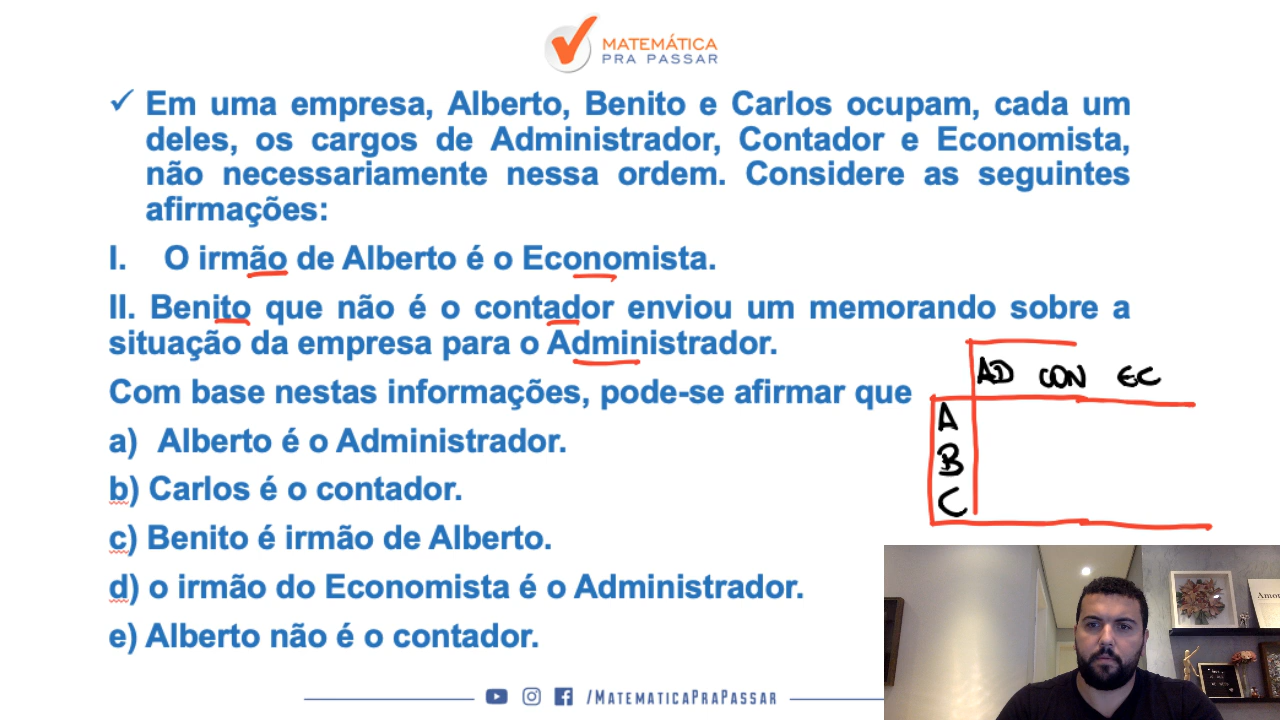 MATEMÁTICA
PRA PASSAR
Em uma empresa, Alberto, Benito e Carlos ocupam, cada um
deles, os cargos de Administrador, Contador e Economista,
não necessariamente nessa ordem. Considere as seguintes
afirmações:
I. O irmão de Alberto é o Economista.
II. Benito que não é o contador enviou um memorando sobre a
situação da empresa para o Administrador.
Com base nestas informações, pode-se afirmar que
a) Alberto é o Administrador.
b) Carlos é o contador.
c) Benito é irmão de Alberto.
d) o irmão do Economista é o Administrador.
e) Alberto não é o contador.
AD CON EC
A
B
C
/MATEMATICAPRAPASSAR